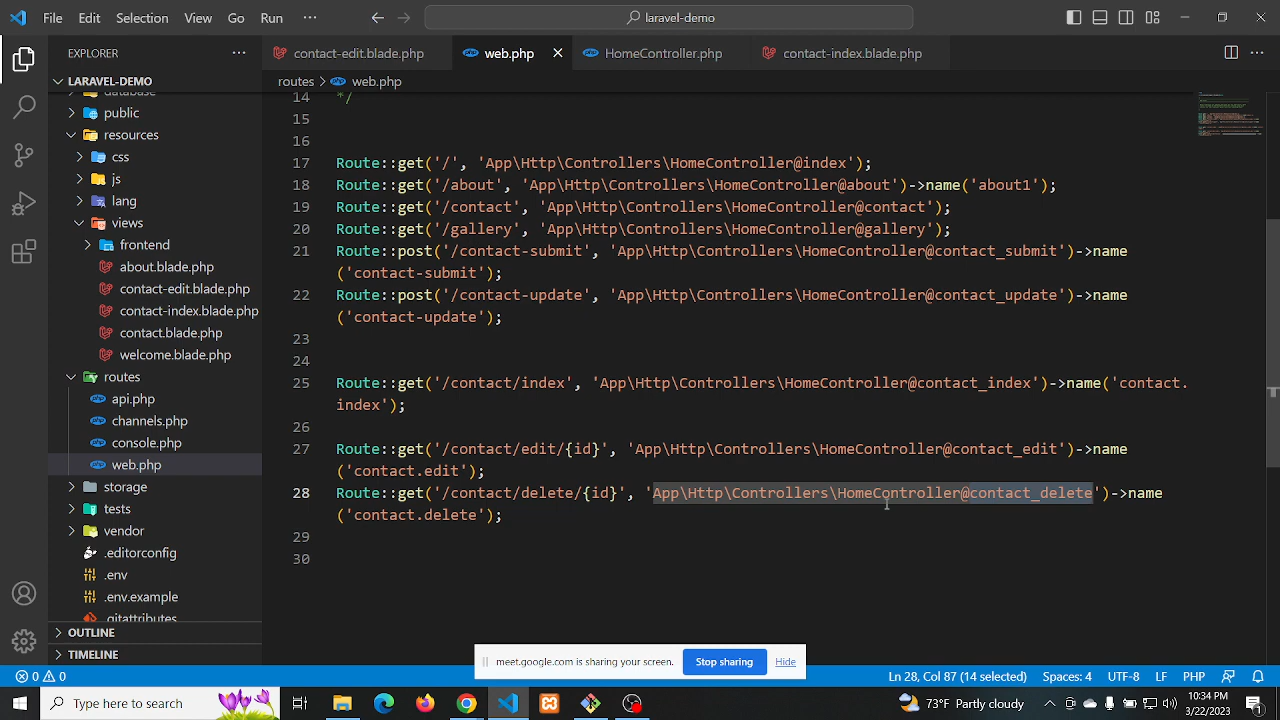 File Edit Selection View Go Run ··· laravel-demo
EXPLORER ···
contact-edit.blade.php web.php HomeController.php contact-index.blade.php
LARAVEL-DEMO
routes > web.php
database
public
resources
css
js
lang
views
frontend
about.blade.php
contact-edit.blade.php
contact-index.blade.php
contact.blade.php
welcome.blade.php
routes
api.php
channels.php
console.php
web.php
storage
tests
vendor
.editorconfig
.env
.env.example
.gitattributes
OUTLINE
TIMELINE
14 */
15
16
17 Route::get('/', 'App\Http\Controllers\HomeController@index');
18 Route::get('/about', 'App\Http\Controllers\HomeController@about')->name('about1');
19 Route::get('/contact', 'App\Http\Controllers\HomeController@contact');
20 Route::get('/gallery', 'App\Http\Controllers\HomeController@gallery');
21 Route::post('/contact-submit', 'App\Http\Controllers\HomeController@contact_submit')->name
('contact-submit');
22 Route::post('/contact-update', 'App\Http\Controllers\HomeController@contact_update')->name
('contact-update');
23
24
25 Route::get('/contact/index', 'App\Http\Controllers\HomeController@contact_index')->name('contact.
index');
26
27 Route::get('/contact/edit/{id}', 'App\Http\Controllers\HomeController@contact_edit')->name
('contact.edit');
28 Route::get('/contact/delete/{id}', 'App\Http\Controllers\HomeController@contact_delete')->name
('contact.delete');
29
30
meet.google.com is sharing your screen. Stop sharing Hide
0 0 Ln 28, Col 87 (14 selected) Spaces: 4 UTF-8 LF PHP
Type here to search
73°F Partly cloudy
10:34 PM
3/22/2023